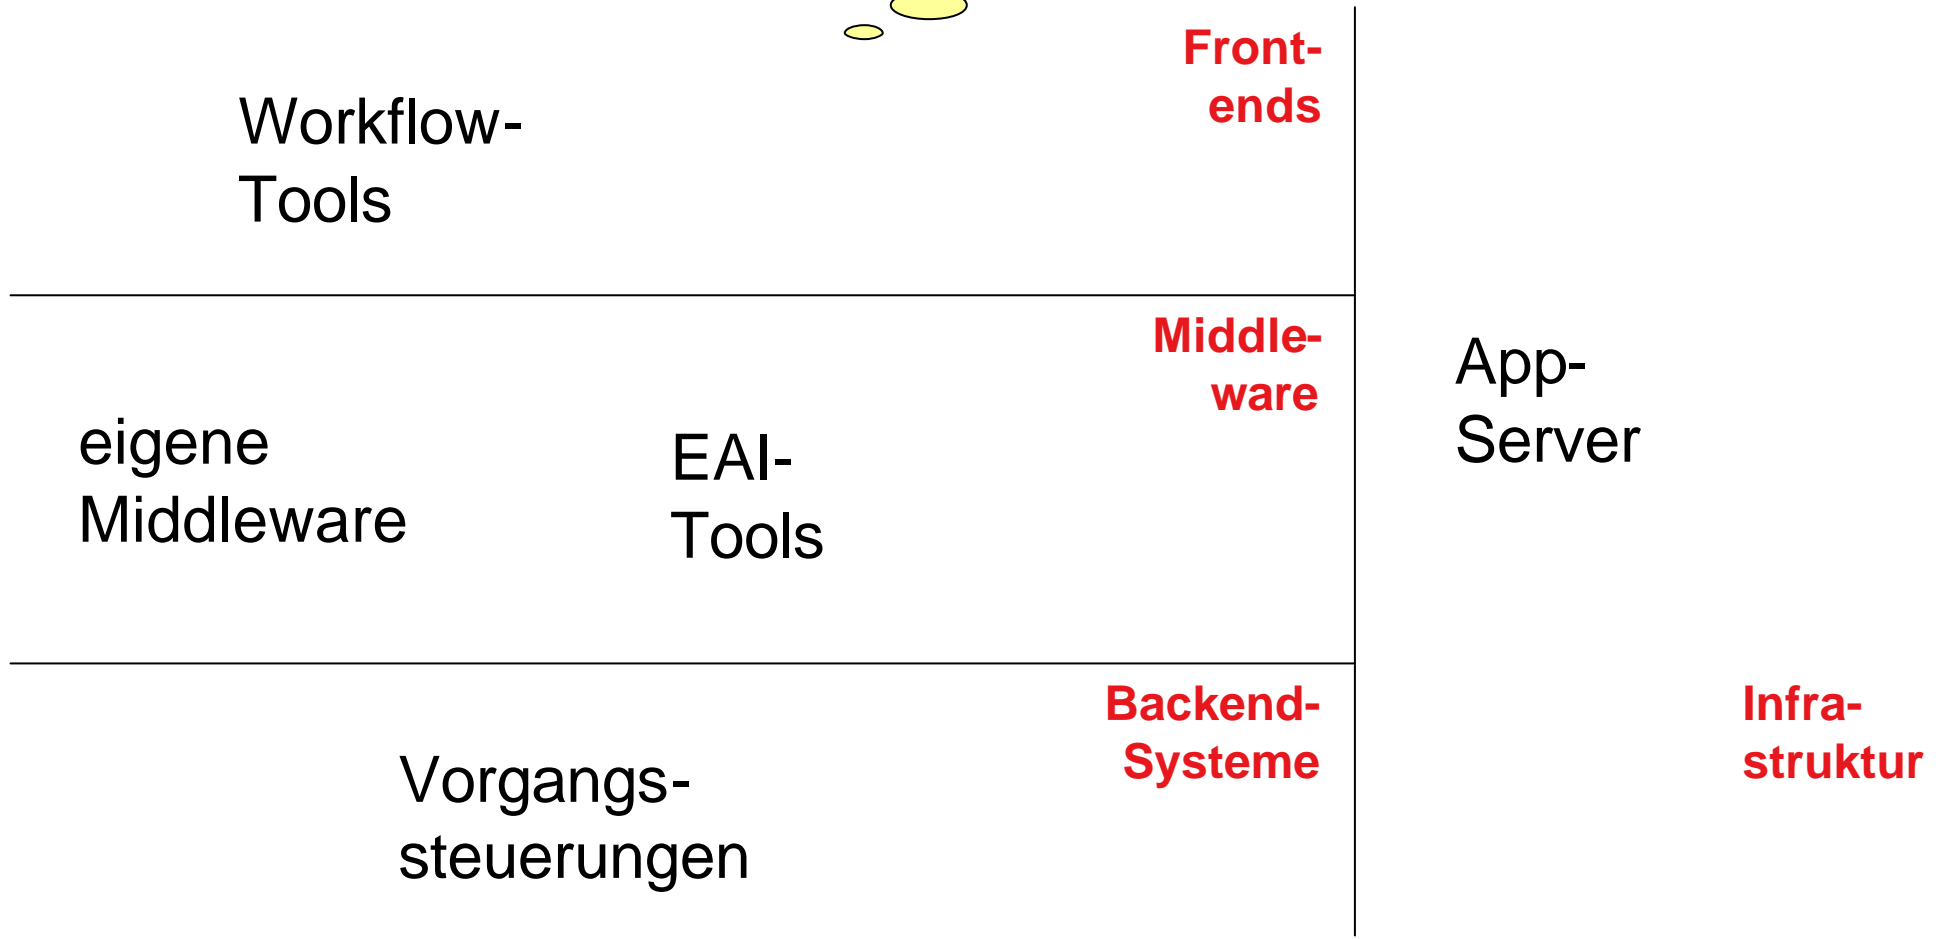 Front-
ends
Workflow-
Tools
Middle-
ware
eigene
Middleware
EAI-
Tools
App-
Server
Backend-
Systeme
Vorgangs-
steuerungen
Infra-
struktur